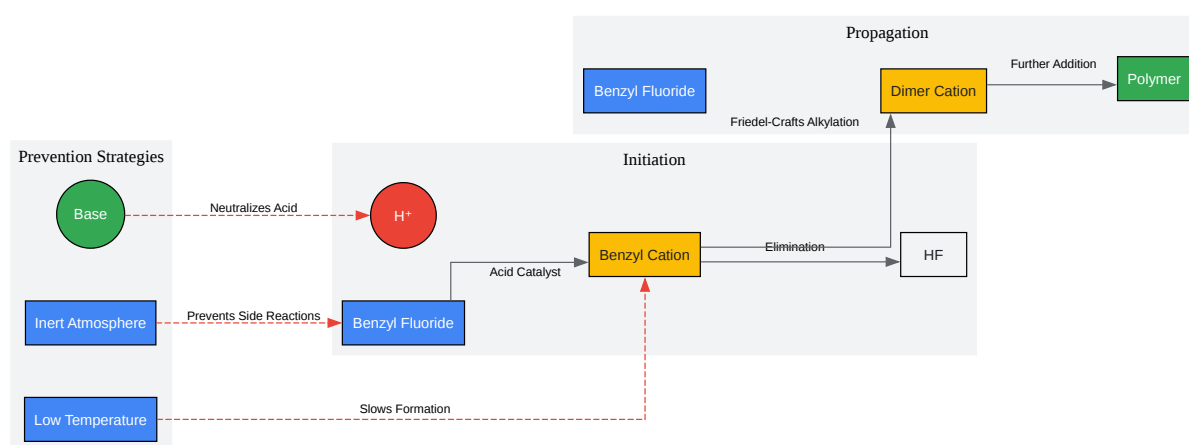 Propagation
Benzyl Fluoride
Dimer Cation
Further Addition
Polymer
Friedel-Crafts Alkylation
Prevention Strategies
Base
Neutralizes Acid
Inert Atmosphere
Prevents Side Reactions
Low Temperature
Slows Formation
Initiation
H⁺
Benzyl Fluoride
Acid Catalyst
Benzyl Cation
Elimination
HF